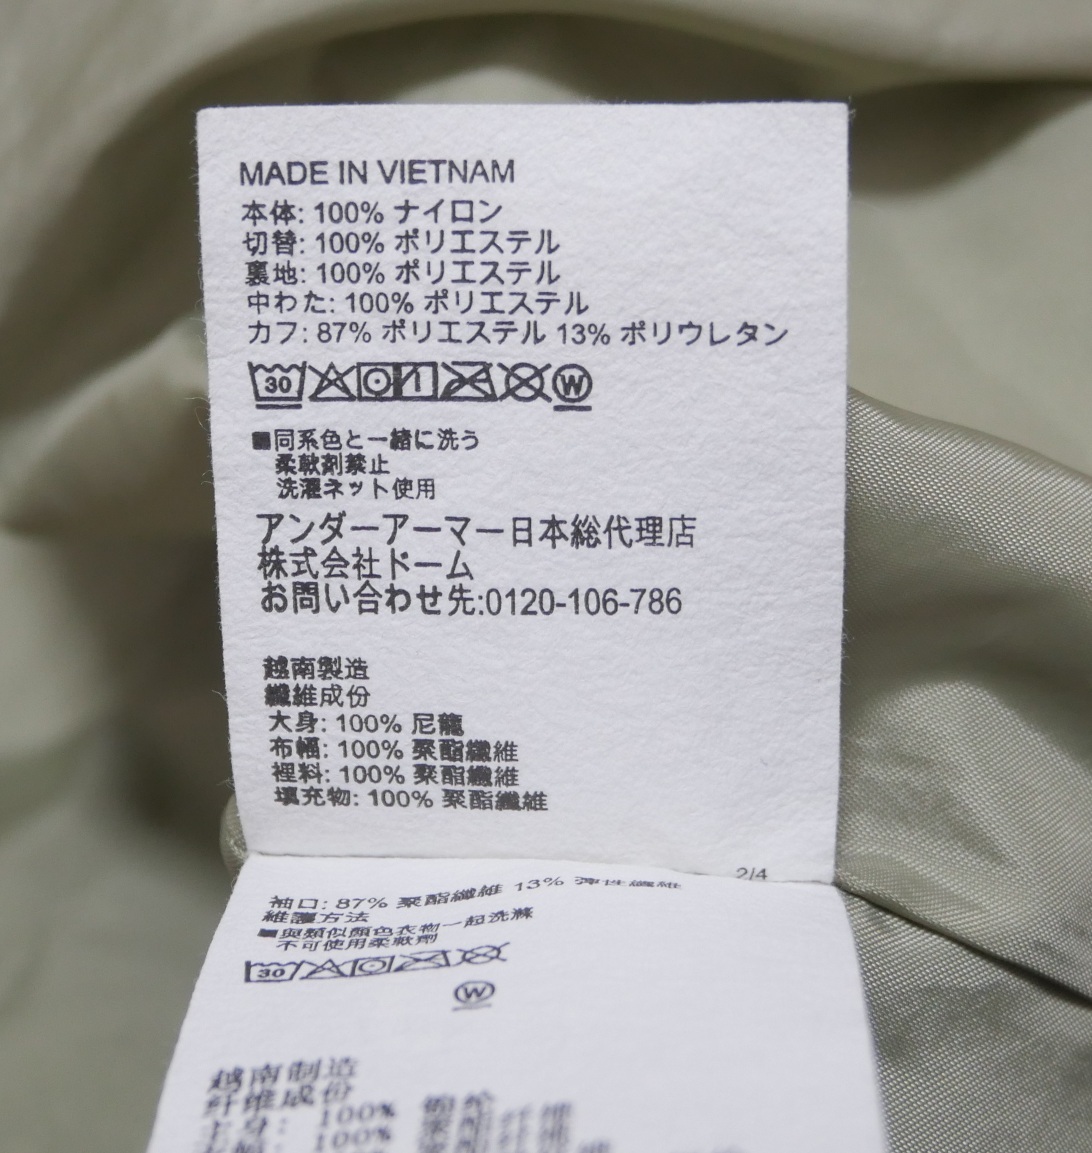 MADE IN VIETNAM
本体: 100% ナイロン
切替: 100% ポリエステル
裏地: 100% ポリエステル
中わた: 100% ポリエステル
カフ: 87% ポリエステル 13% ポリウレタン
30 W
■同系色と一緒に洗う
柔軟剤禁止
洗濯ネット使用
アンダーアーマー日本総代理店
株式会社ドーム
お問い合わせ先:0120-106-786
越南製造
纖維成份
大身: 100% 尼龍
布幅: 100% 聚酯纖維
裡料: 100% 聚酯纖維
填充物: 100% 聚酯纖維
2/4
袖口: 87% 聚酯纖維 13% 彈性纖維
維護方法
■與類似顏色衣物一起洗滌
不可使用柔軟劑
30
W
越南制造
纤维成份
100%
100%